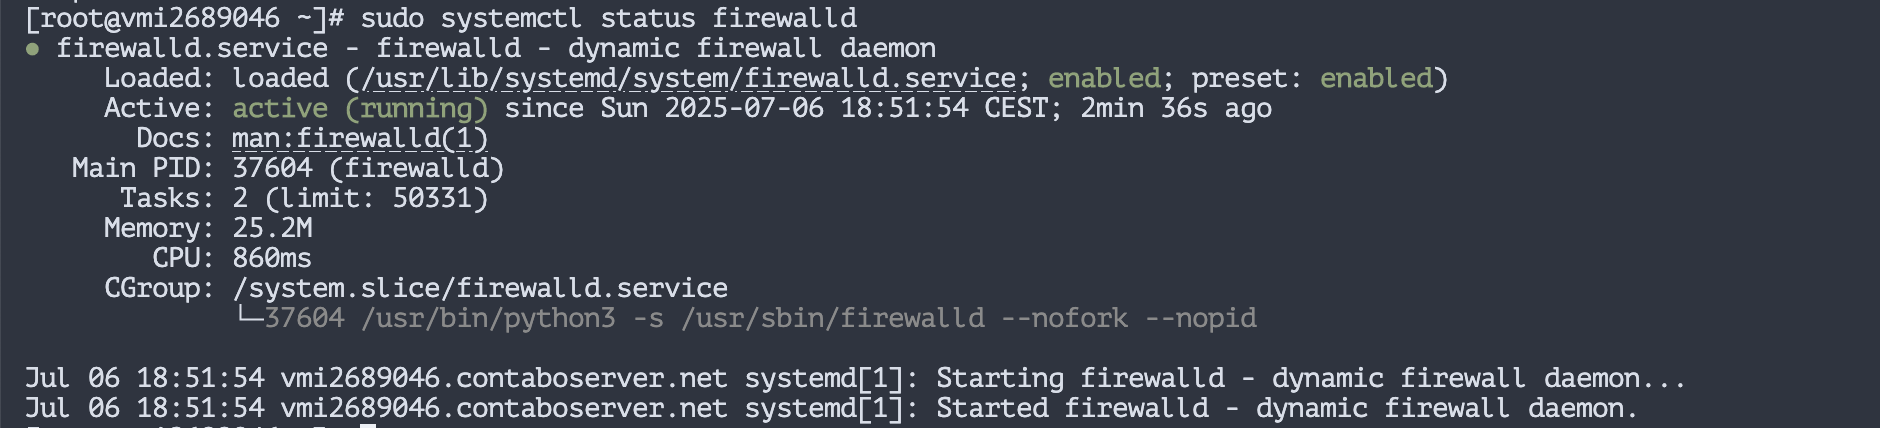 [root@vmi2689046 ~]# sudo systemctl status firewalld
● firewalld.service - firewalld - dynamic firewall daemon
     Loaded: loaded (/usr/lib/systemd/system/firewalld.service; enabled; preset: enabled)
     Active: active (running) since Sun 2025-07-06 18:51:54 CEST; 2min 36s ago
       Docs: man:firewalld(1)
   Main PID: 37604 (firewalld)
      Tasks: 2 (limit: 50331)
     Memory: 25.2M
        CPU: 860ms
     CGroup: /system.slice/firewalld.service
             └─37604 /usr/bin/python3 -s /usr/sbin/firewalld --nofork --nopid

Jul 06 18:51:54 vmi2689046.contaboserver.net systemd[1]: Starting firewalld - dynamic firewall daemon...
Jul 06 18:51:54 vmi2689046.contaboserver.net systemd[1]: Started firewalld - dynamic firewall daemon.